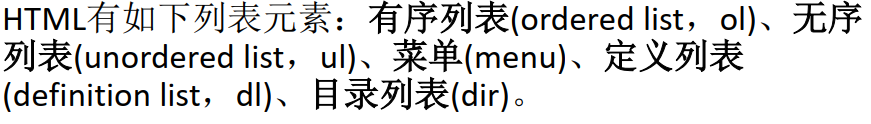 HTML有如下列表元素：有序列表(ordered list，ol)、无序
列表(unordered list，ul)、菜单(menu)、定义列表
(definition list，dl)、目录列表(dir)。